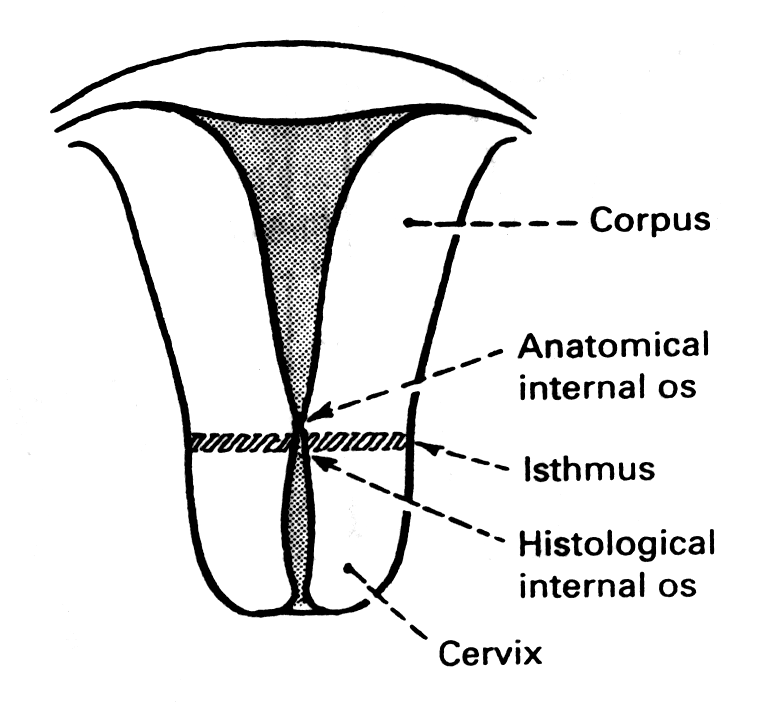 Corpus
Anatomical
internal os
Isthmus
Histological
internal os
Cervix